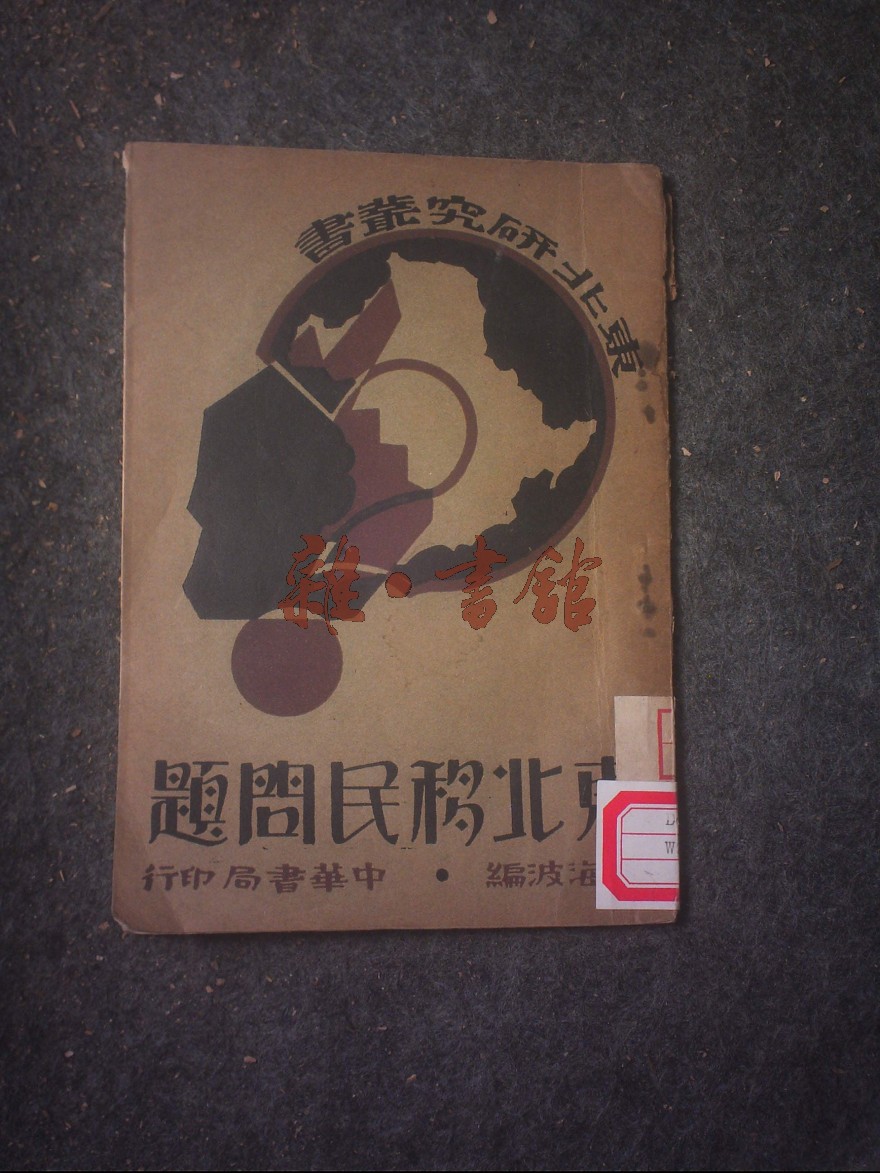 東北研究叢書
雜·書館
東北移民問題
海波編・中華書局印行